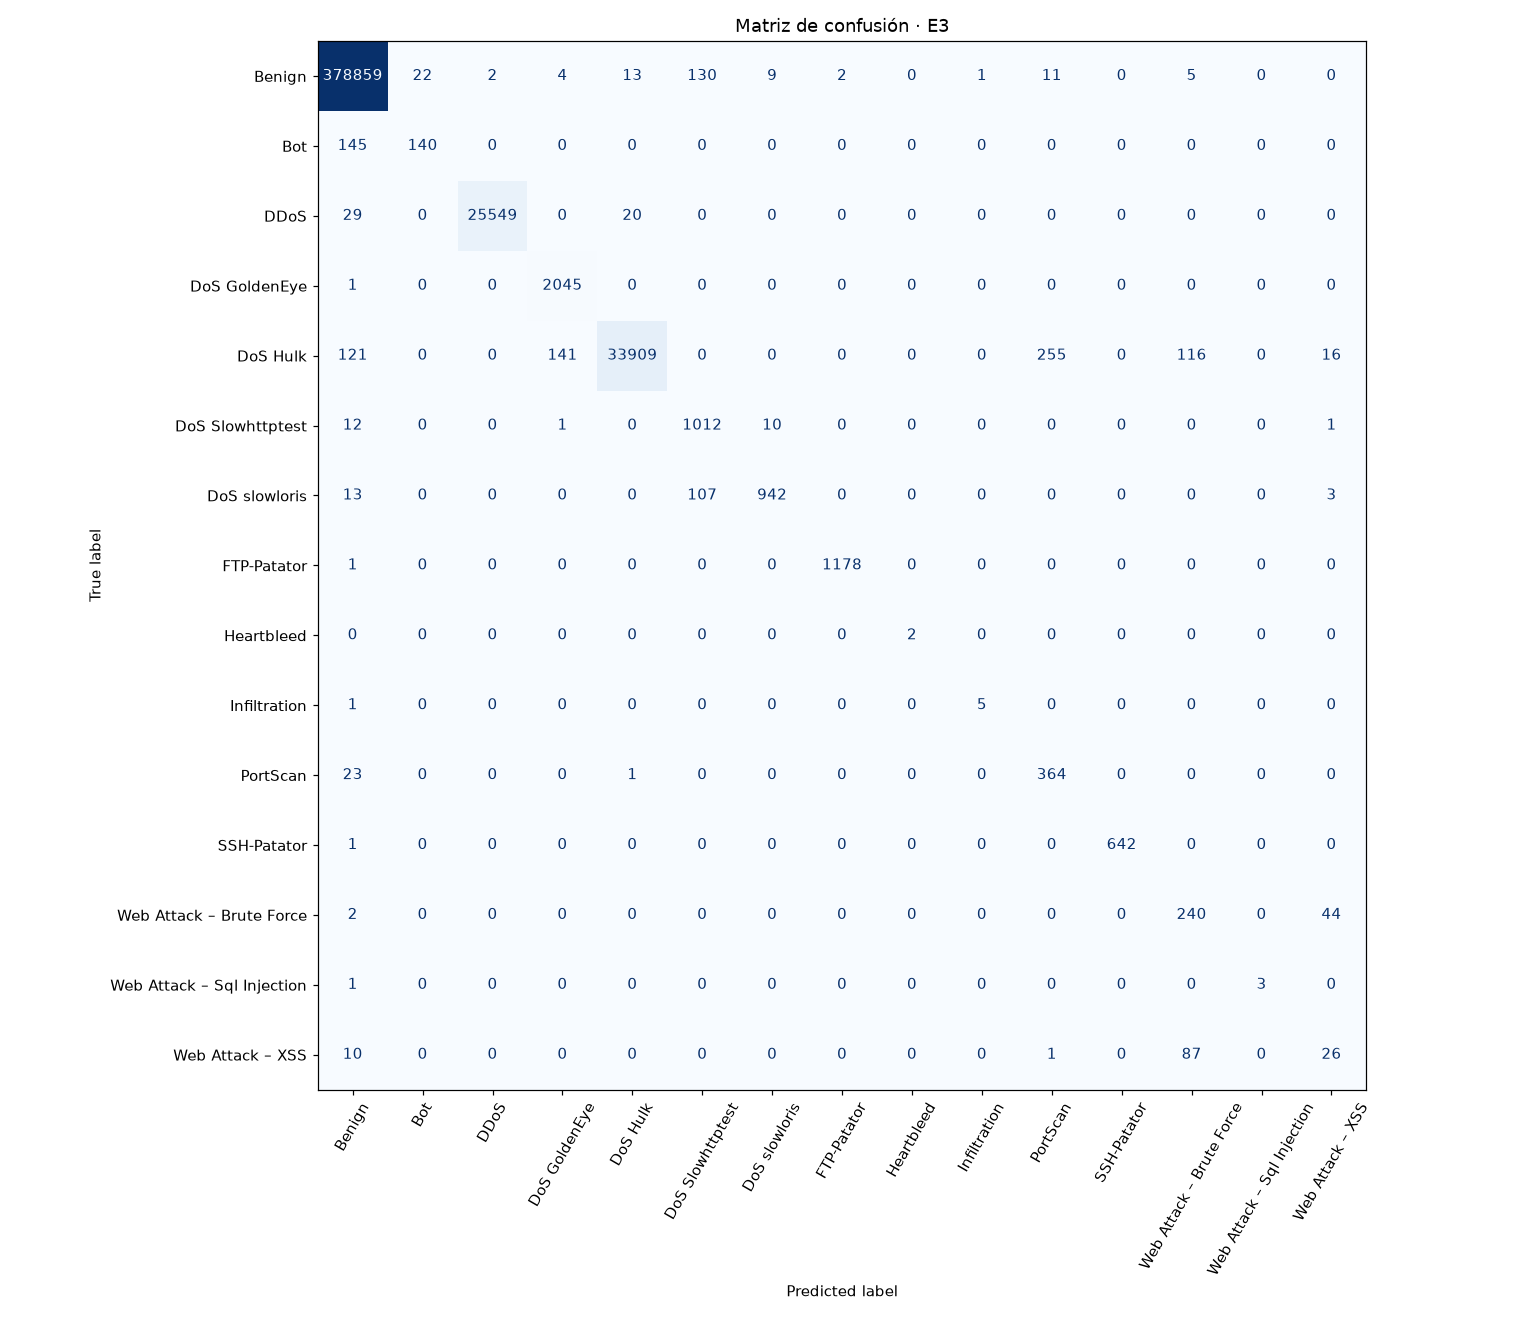 Matriz de confusión · E3
True label
Benign 378859 22 2 4 13 130 9 2 0 1 11 0 5 0 0
Bot 145 140 0 0 0 0 0 0 0 0 0 0 0 0 0
DDoS 29 0 25549 0 20 0 0 0 0 0 0 0 0 0 0
DoS GoldenEye 1 0 0 2045 0 0 0 0 0 0 0 0 0 0 0
DoS Hulk 121 0 0 141 33909 0 0 0 0 0 255 0 116 0 16
DoS Slowhttptest 12 0 0 1 0 1012 10 0 0 0 0 0 0 0 1
DoS slowloris 13 0 0 0 0 107 942 0 0 0 0 0 0 0 3
FTP-Patator 1 0 0 0 0 0 0 1178 0 0 0 0 0 0 0
Heartbleed 0 0 0 0 0 0 0 0 2 0 0 0 0 0 0
Infiltration 1 0 0 0 0 0 0 0 0 5 0 0 0 0 0
PortScan 23 0 0 0 1 0 0 0 0 0 364 0 0 0 0
SSH-Patator 1 0 0 0 0 0 0 0 0 0 0 642 0 0 0
Web Attack – Brute Force 2 0 0 0 0 0 0 0 0 0 0 0 240 0 44
Web Attack – Sql Injection 1 0 0 0 0 0 0 0 0 0 0 0 0 3 0
Web Attack – XSS 10 0 0 0 0 0 0 0 0 0 1 0 87 0 26
Benign
Bot
DDoS
DoS GoldenEye
DoS Hulk
DoS Slowhttptest
DoS slowloris
FTP-Patator
Heartbleed
Infiltration
PortScan
SSH-Patator
Web Attack – Brute Force
Web Attack – Sql Injection
Web Attack – XSS
Predicted label